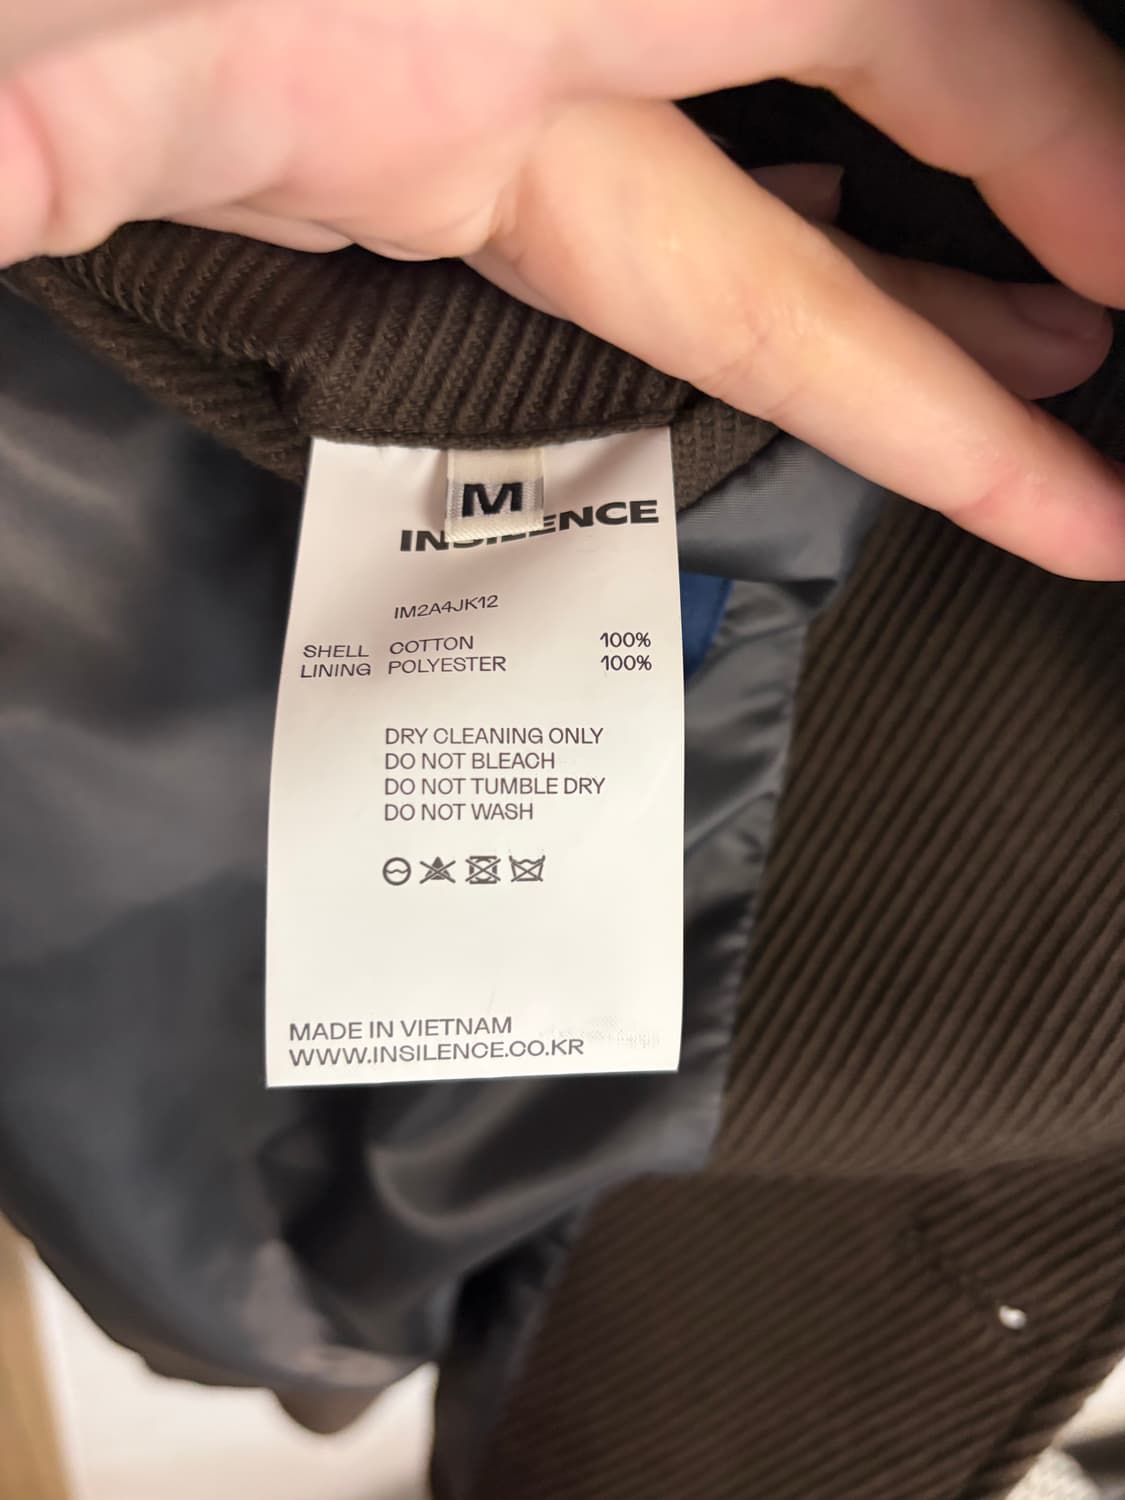 M
INSILENCE
IM2A4JK12
SHELL COTTON 100%
LINING POLYESTER 100%
DRY CLEANING ONLY
DO NOT BLEACH
DO NOT TUMBLE DRY
DO NOT WASH
MADE IN VIETNAM
WWW.INSILENCE.CO.KR